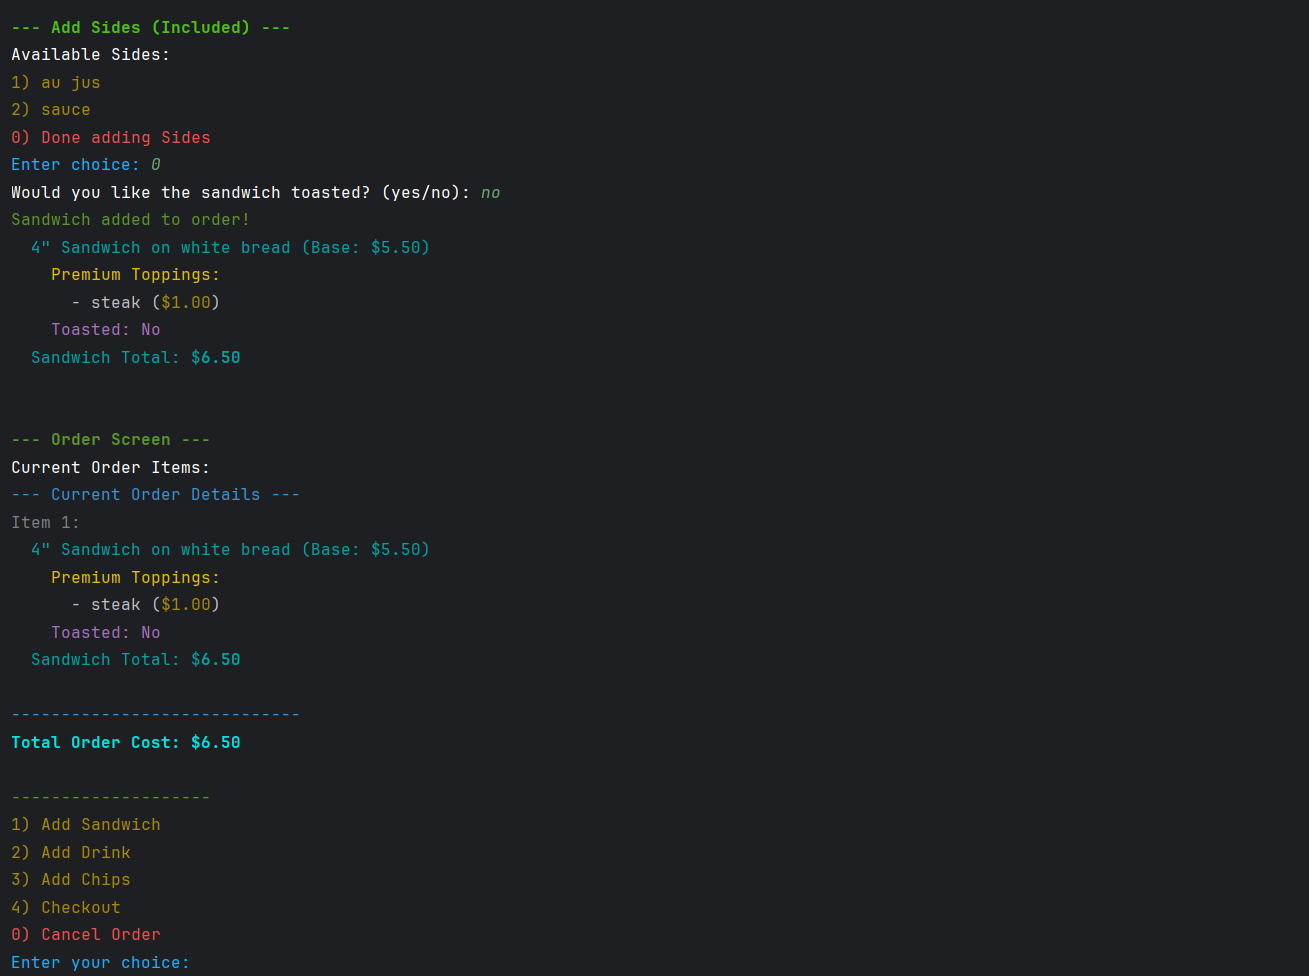 --- Add Sides (Included) ---
Available Sides:
1) au jus
2) sauce
0) Done adding Sides
Enter choice: 0
Would you like the sandwich toasted? (yes/no): no
Sandwich added to order!
  4" Sandwich on white bread (Base: $5.50)
    Premium Toppings:
      - steak ($1.00)
    Toasted: No
  Sandwich Total: $6.50
--- Order Screen ---
Current Order Items:
--- Current Order Details ---
Item 1:
  4" Sandwich on white bread (Base: $5.50)
    Premium Toppings:
      - steak ($1.00)
    Toasted: No
  Sandwich Total: $6.50
-----------------------------
Total Order Cost: $6.50
--------------------
1) Add Sandwich
2) Add Drink
3) Add Chips
4) Checkout
0) Cancel Order
Enter your choice: